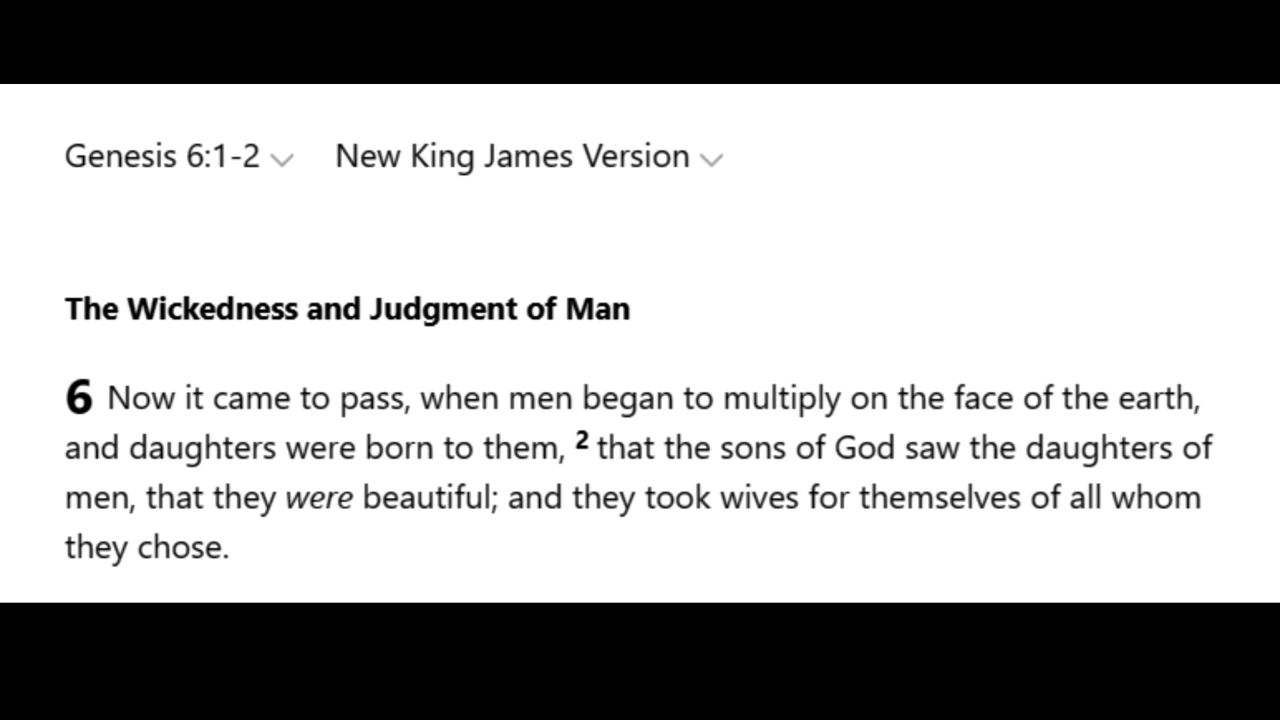 Genesis 6:1-2 New King James Version
The Wickedness and Judgment of Man
6 Now it came to pass, when men began to multiply on the face of the earth,
and daughters were born to them, 2 that the sons of God saw the daughters of
men, that they were beautiful; and they took wives for themselves of all whom
they chose.